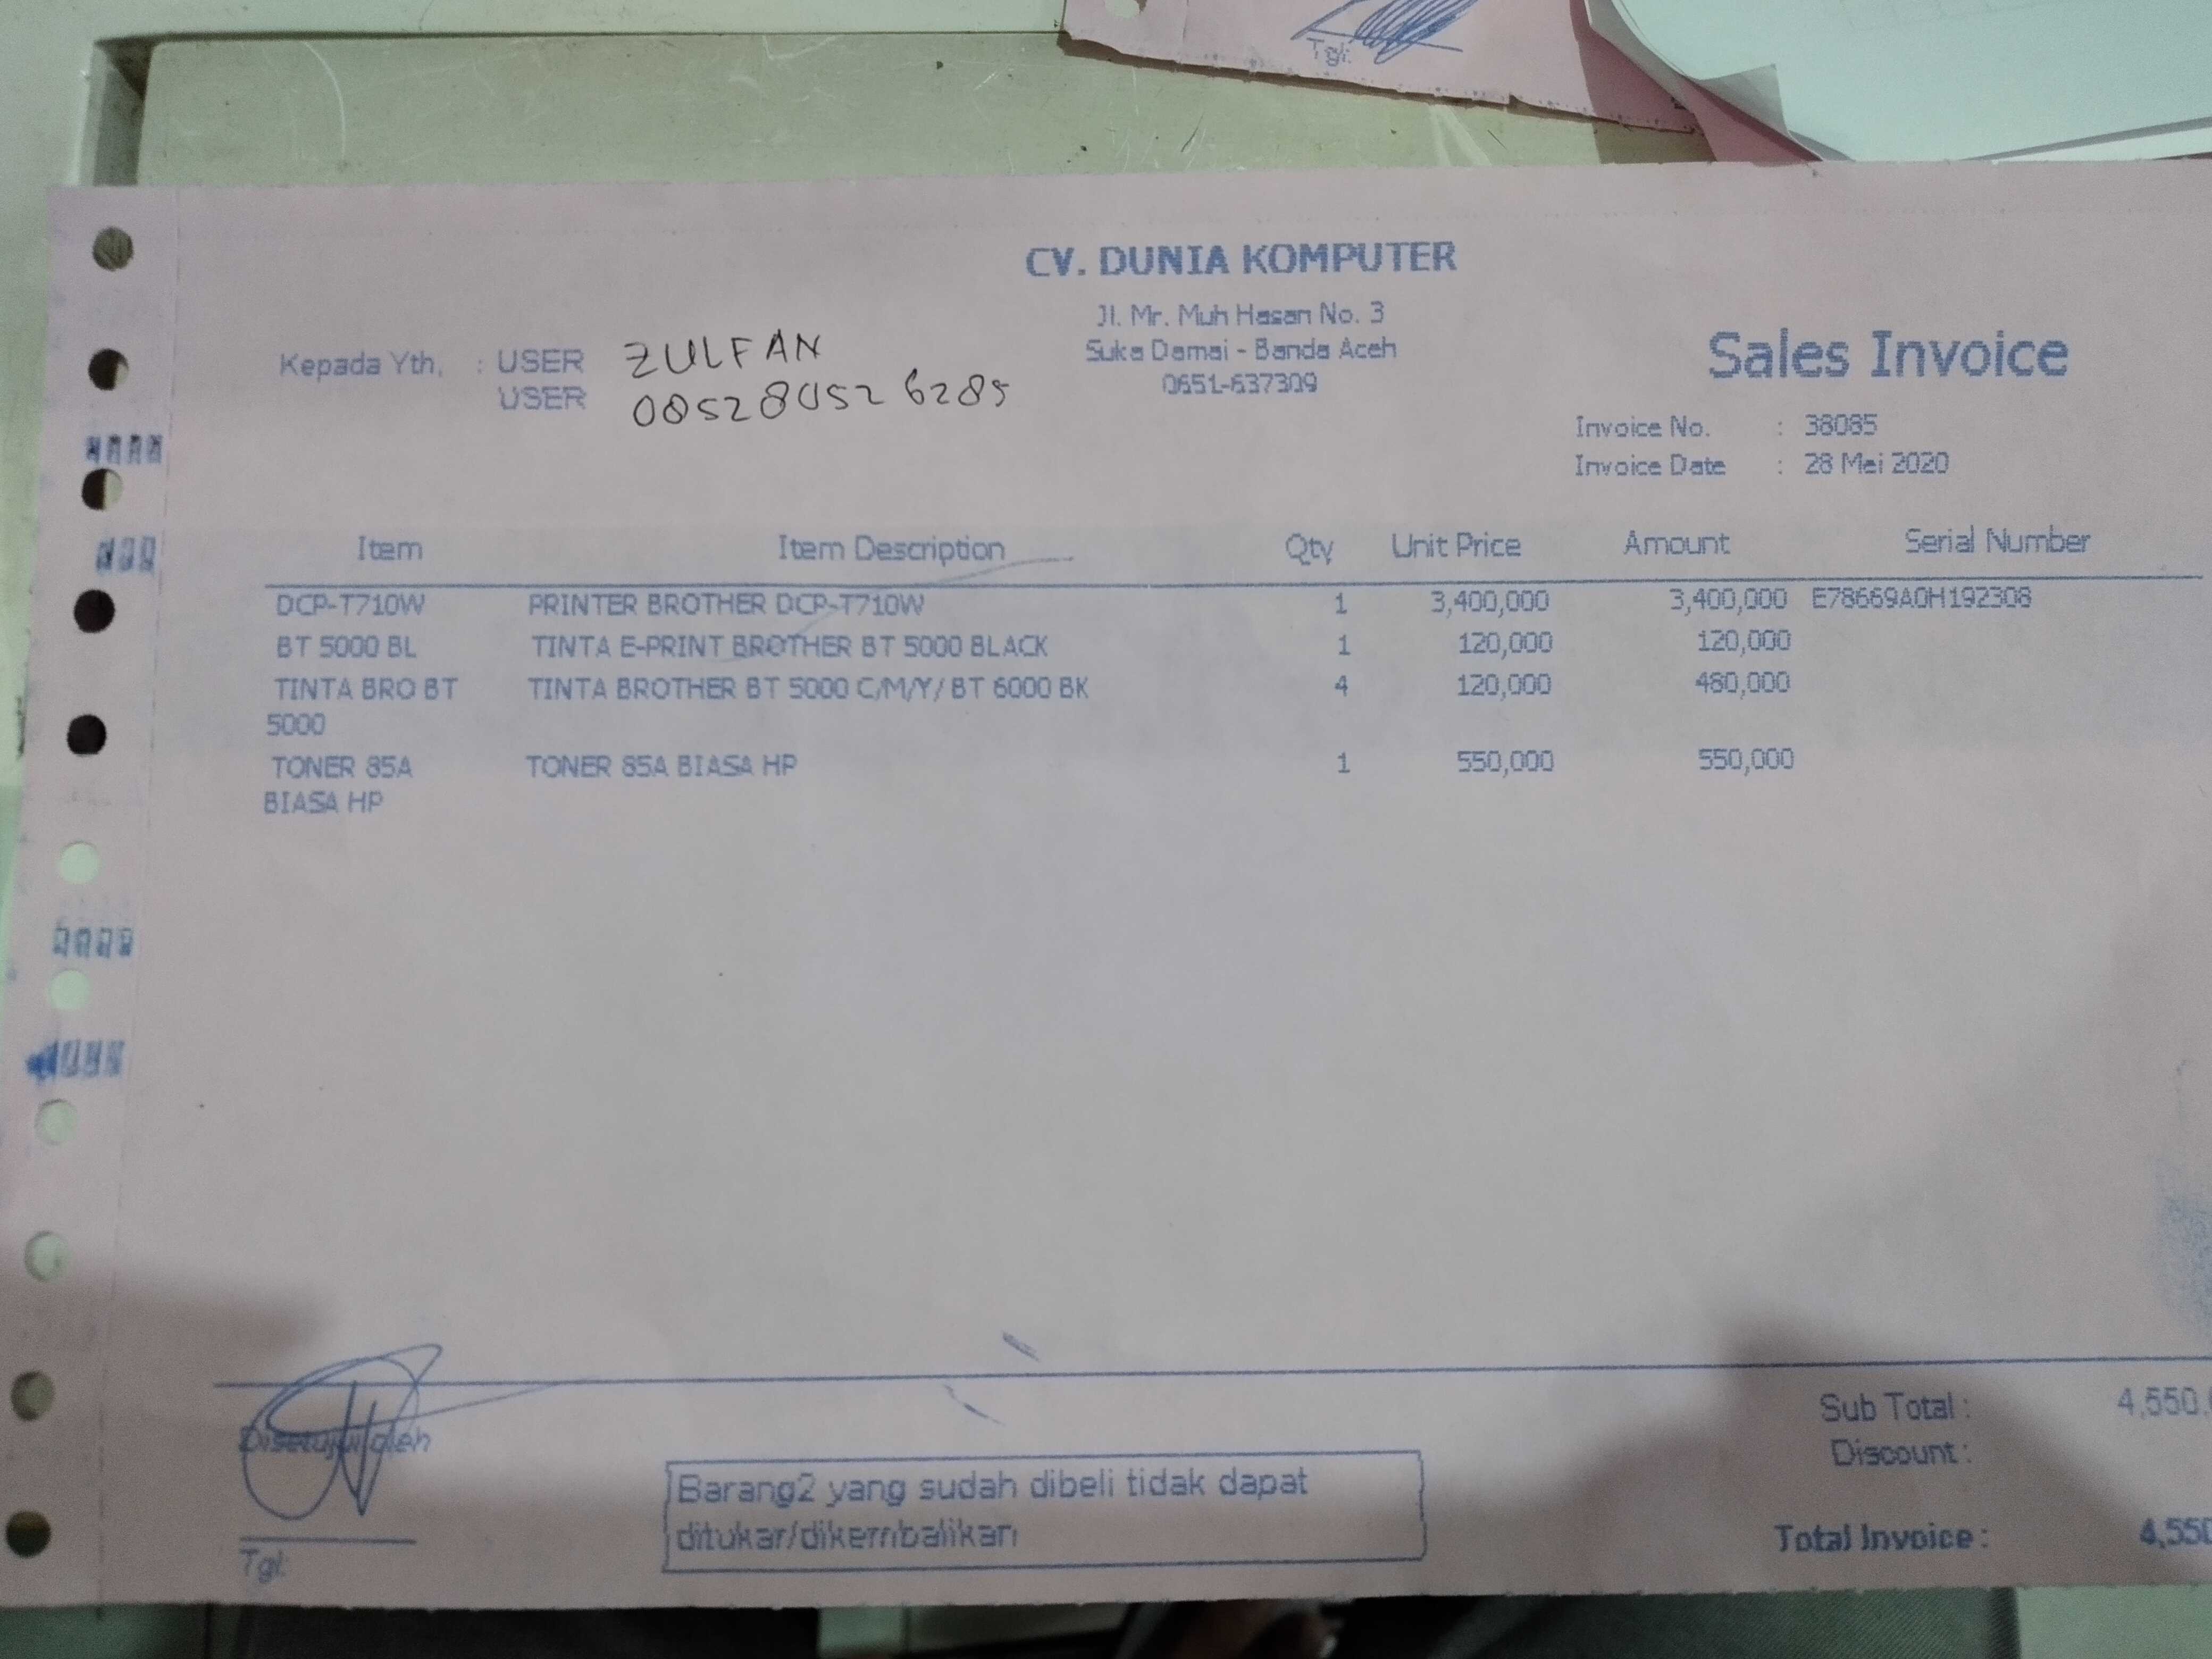 Tgl:
CV. DUNIA KOMPUTER
Jl. Mr. Muh Hasan No. 3
Suka Damai - Banda Aceh
0651-637309
Kepada Yth, : USER ZULFAN
USER 085280526285
Sales Invoice
Invoice No. : 38085
Invoice Date : 28 Mei 2020
Item Item Description Qty Unit Price Amount Serial Number
DCP-T710W PRINTER BROTHER DCP-T710W 1 3,400,000 3,400,000 E78669A0H192308
BT 5000 BL TINTA E-PRINT BROTHER BT 5000 BLACK 1 120,000 120,000
TINTA BRO BT TINTA BROTHER BT 5000 C/M/Y/ BT 6000 BK 4 120,000 480,000
5000
TONER 85A TONER 85A BIASA HP 1 550,000 550,000
BIASA HP
Sub Total : 4,550,
Discount :
Total Invoice : 4,550
Disetujui oleh
Tgl:
Barang2 yang sudah dibeli tidak dapat
ditukar/dikembalikan